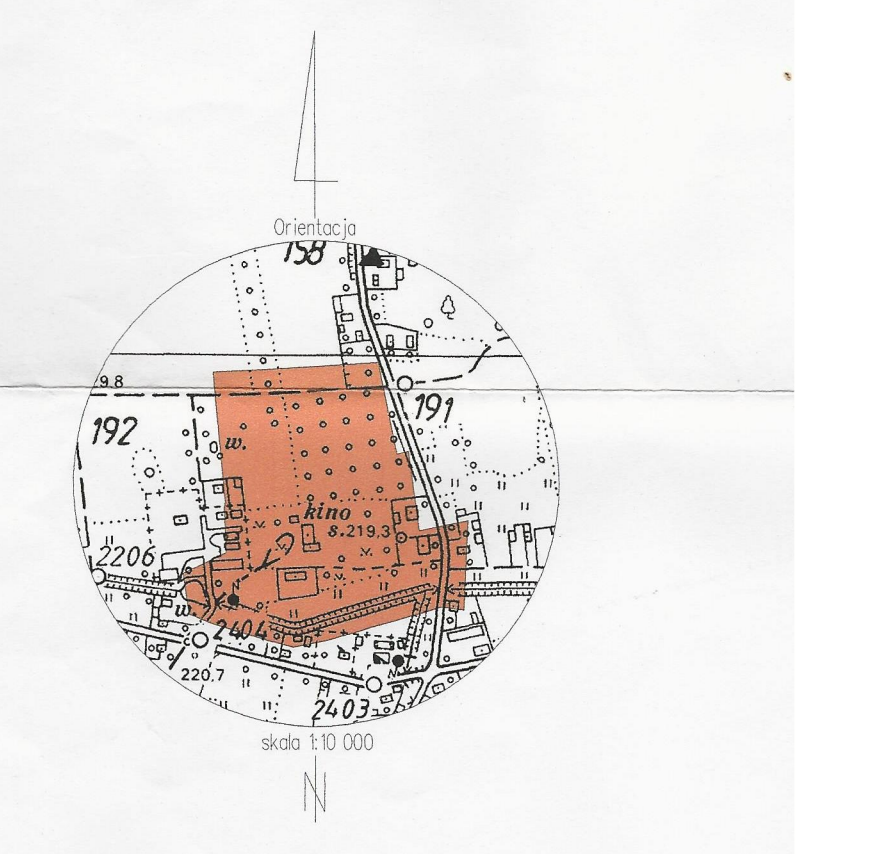 Orientacja
158
9.8
191
192
w.
kino
s.219,3
2206
N
w.
2404
220.7
N
2403
skala 1:10 000
N